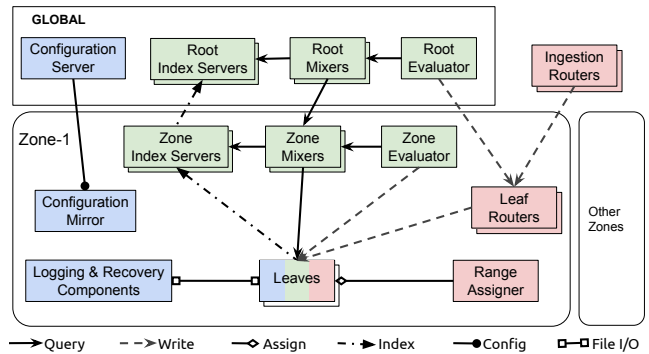 GLOBAL
Configuration
Server
Root
Index Servers
Root
Mixers
Root
Evaluator
Ingestion
Routers
Zone-1
Zone
Index Servers
Zone
Mixers
Zone
Evaluator
Configuration
Mirror
Leaf
Routers
Other
Zones
Logging & Recovery
Components
Leaves
Range
Assigner
Query
Write
Assign
Index
Config
File I/O